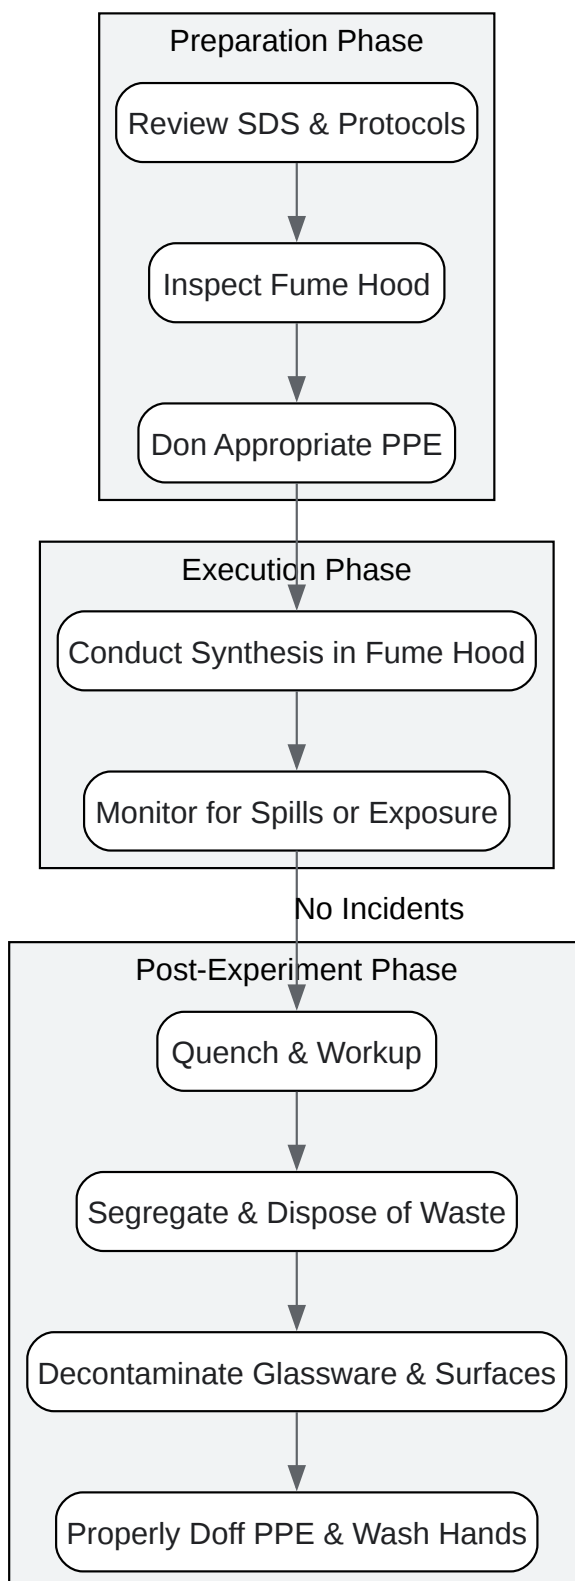 Preparation Phase
Review SDS & Protocols
Inspect Fume Hood
Don Appropriate PPE
Execution Phase
Conduct Synthesis in Fume Hood
Monitor for Spills or Exposure
No Incidents
Post-Experiment Phase
Quench & Workup
Segregate & Dispose of Waste
Decontaminate Glassware & Surfaces
Properly Doff PPE & Wash Hands